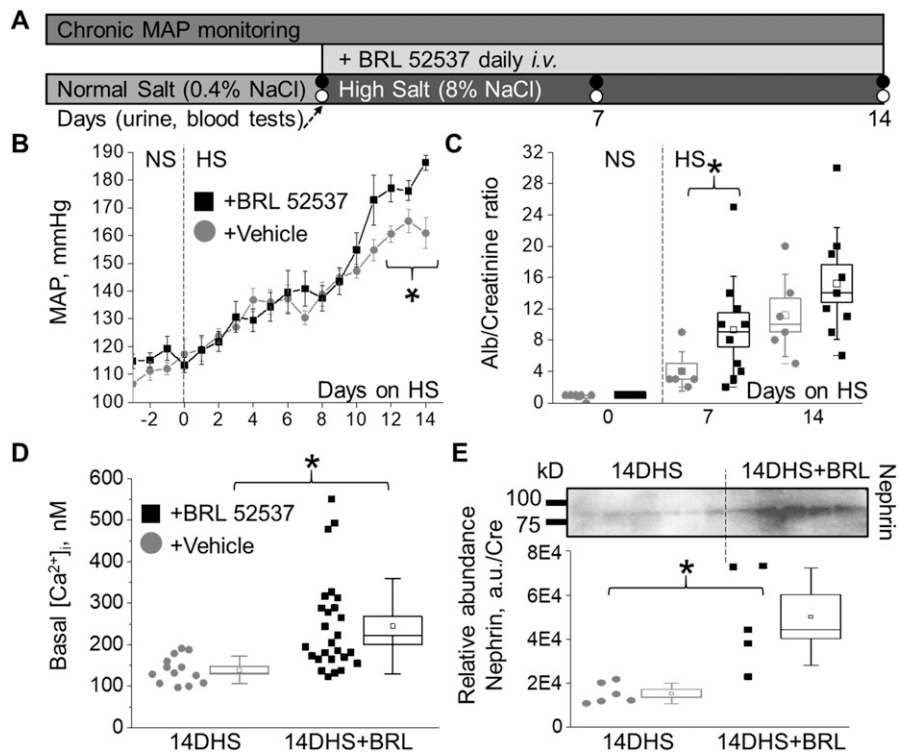 A
Chronic MAP monitoring
+ BRL 52537 daily i.v.
Normal Salt (0.4% NaCl)
High Salt (8% NaCl)
Days (urine, blood tests)
7
14
B
NS
HS
+BRL 52537
+Vehicle
*
MAP, mmHg
190
180
170
160
150
140
130
120
110
100
-2
0
2
4
6
8
10
12
14
Days on HS
C
NS
HS
*
Alb/Creatinine ratio
32
28
24
20
16
12
8
4
0
0
7
14
Days on HS
D
*
+BRL 52537
+Vehicle
Basal [Ca2+]i, nM
600
500
400
300
200
100
0
14DHS
14DHS+BRL
E
kD
14DHS
14DHS+BRL
Nephrin
100
75
*
Relative abundance
Nephrin, a.u./Cre
8E4
6E4
4E4
2E4
0
14DHS
14DHS+BRL